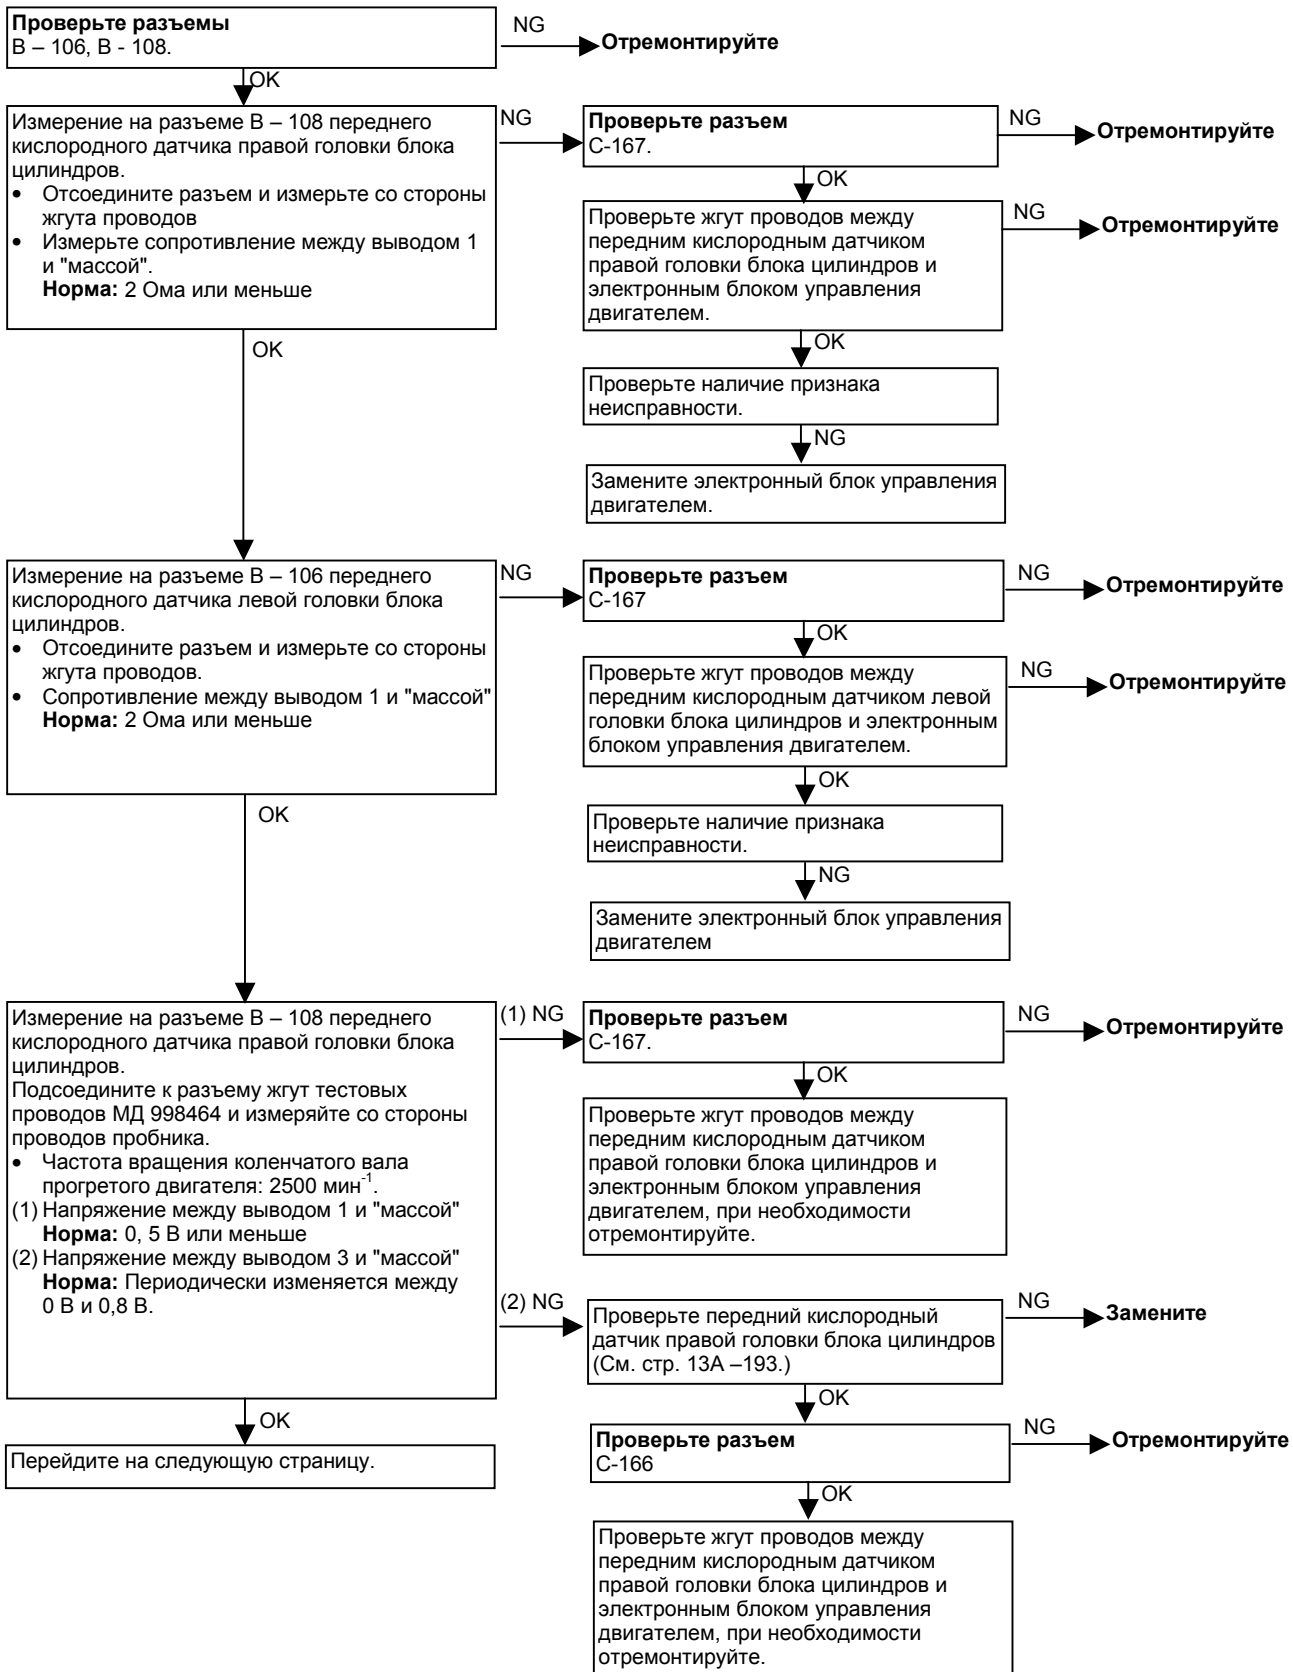 Проверьте разъемы
В – 106, В - 108.
NG
Отремонтируйте
OK
Измерение на разъеме В – 108 переднего
кислородного датчика правой головки блока
цилиндров.
• Отсоедините разъем и измерьте со стороны
жгута проводов
• Измерьте сопротивление между выводом 1
и "массой".
Норма: 2 Ома или меньше
NG
Проверьте разъем
С-167.
NG
Отремонтируйте
OK
Проверьте жгут проводов между
передним кислородным датчиком
правой головки блока цилиндров и
электронным блоком управления
двигателем.
NG
Отремонтируйте
OK
Проверьте наличие признака
неисправности.
NG
Замените электронный блок управления
двигателем.
OK
Измерение на разъеме В – 106 переднего
кислородного датчика левой головки блока
цилиндров.
• Отсоедините разъем и измерьте со стороны
жгута проводов.
• Сопротивление между выводом 1 и "массой"
Норма: 2 Ома или меньше
NG
Проверьте разъем
С-167
NG
Отремонтируйте
OK
Проверьте жгут проводов между
передним кислородным датчиком левой
головки блока цилиндров и электронным
блоком управления двигателем.
NG
Отремонтируйте
OK
Проверьте наличие признака
неисправности.
NG
Замените электронный блок управления
двигателем
OK
Измерение на разъеме В – 108 переднего
кислородного датчика правой головки блока
цилиндров.
Подсоедините к разъему жгут тестовых
проводов МД 998464 и измеряйте со стороны
проводов пробника.
• Частота вращения коленчатого вала
прогретого двигателя: 2500 мин-1.
(1) Напряжение между выводом 1 и "массой"
Норма: 0, 5 В или меньше
(2) Напряжение между выводом 3 и "массой"
Норма: Периодически изменяется между
0 В и 0,8 В.
(1) NG
Проверьте разъем
С-167.
NG
Отремонтируйте
OK
Проверьте жгут проводов между
передним кислородным датчиком
правой головки блока цилиндров и
электронным блоком управления
двигателем, при необходимости
отремонтируйте.
(2) NG
Проверьте передний кислородный
датчик правой головки блока цилиндров
(См. стр. 13А –193.)
NG
Замените
OK
Проверьте разъем
С-166
NG
Отремонтируйте
OK
Проверьте жгут проводов между
передним кислородным датчиком
правой головки блока цилиндров и
электронным блоком управления
двигателем, при необходимости
отремонтируйте.
OK
Перейдите на следующую страницу.